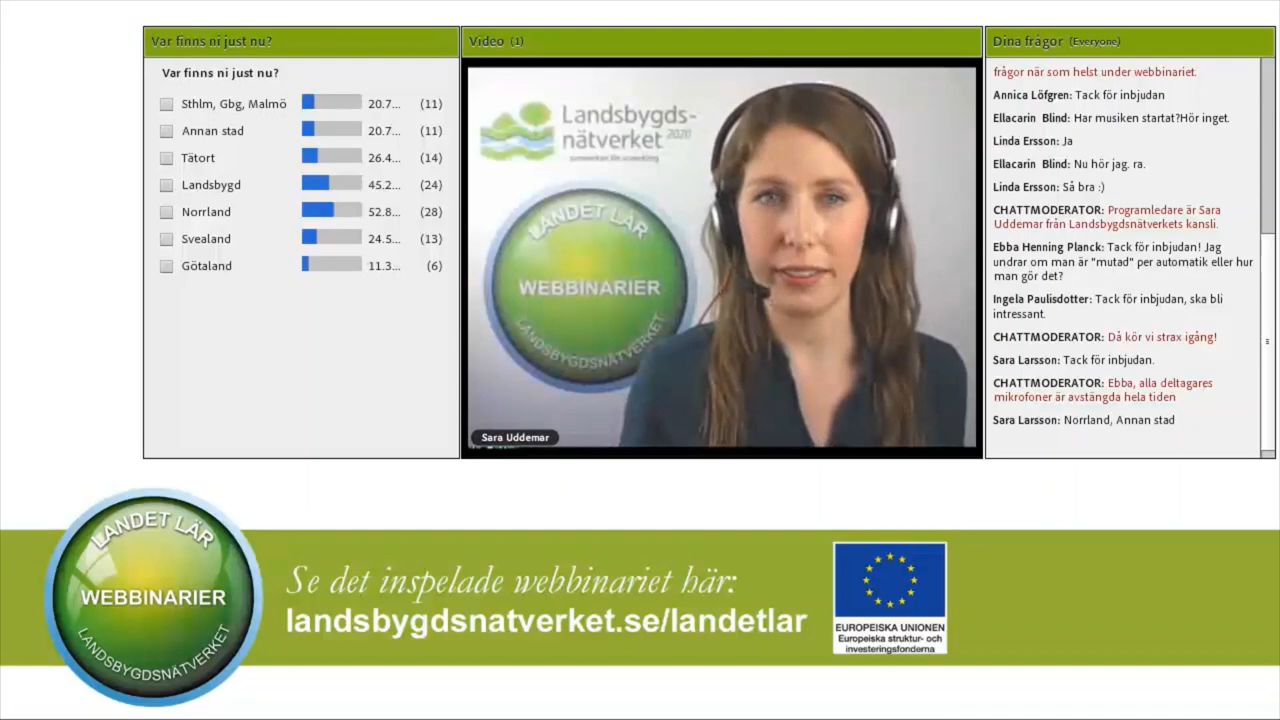 Var finns ni just nu?
Var finns ni just nu?
Sthlm, Gbg, Malmö 20.7... (11)
Annan stad 20.7... (11)
Tätort 26.4... (14)
Landsbygd 45.2... (24)
Norrland 52.8... (28)
Svealand 24.5... (13)
Götaland 11.3... (6)
Video (1)
Landsbygds-
nätverket 2020
samverkan för utveckling
LANDET LÄR
WEBBINARIER
LANDSBYGDSNÄTVERKET
Sara Uddemar
Dina frågor (Everyone)
frågor när som helst under webbinariet.
Annica Löfgren: Tack för inbjudan
Ellacarin Blind: Har musiken startat?Hör inget.
Linda Ersson: Ja
Ellacarin Blind: Nu hör jag. ra.
Linda Ersson: Så bra :)
CHATTMODERATOR: Programledare är Sara
Uddemar från Landsbygdsnätverkets kansli.
Ebba Henning Planck: Tack för inbjudan! Jag
undrar om man är "mutad" per automatik eller hur
man gör det?
Ingela Paulisdotter: Tack för inbjudan, ska bli
intressant.
CHATTMODERATOR: Då kör vi strax igång!
Sara Larsson: Tack för inbjudan.
CHATTMODERATOR: Ebba, alla deltagares
mikrofoner är avstängda hela tiden
Sara Larsson: Norrland, Annan stad
LANDET LÄR
WEBBINARIER
LANDSBYGDSNÄTVERKET
Se det inspelade webbinariet här:
landsbygdsnatverket.se/landetlar
EUROPEISKA UNIONEN
Europeiska struktur- och
investeringsfonderna